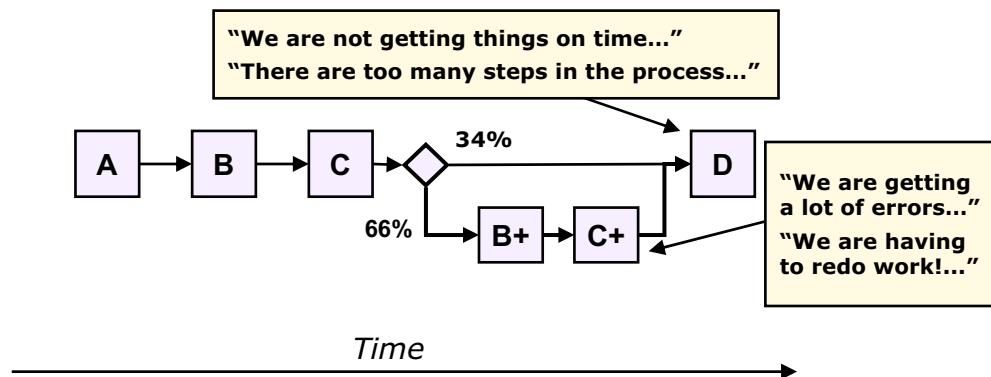 “We are not getting things on time...”
“There are too many steps in the process...”
A
B
C
34%
D
66%
B+
C+
“We are getting
a lot of errors...”
“We are having
to redo work!...”
Time